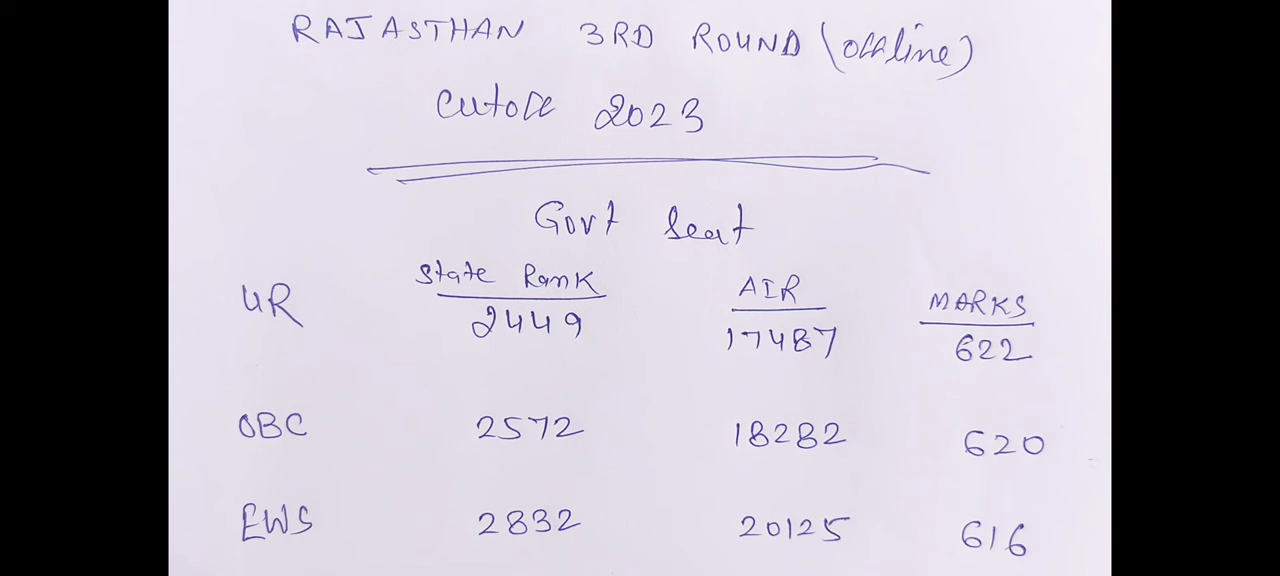 RAJASTHAN 3RD ROUND (offline)
Cutoff 2023
Govt Seat
UR State Rank AIR MARKS
2449 17487 622
OBC 2572 18282 620
EWS 2832 20125 616